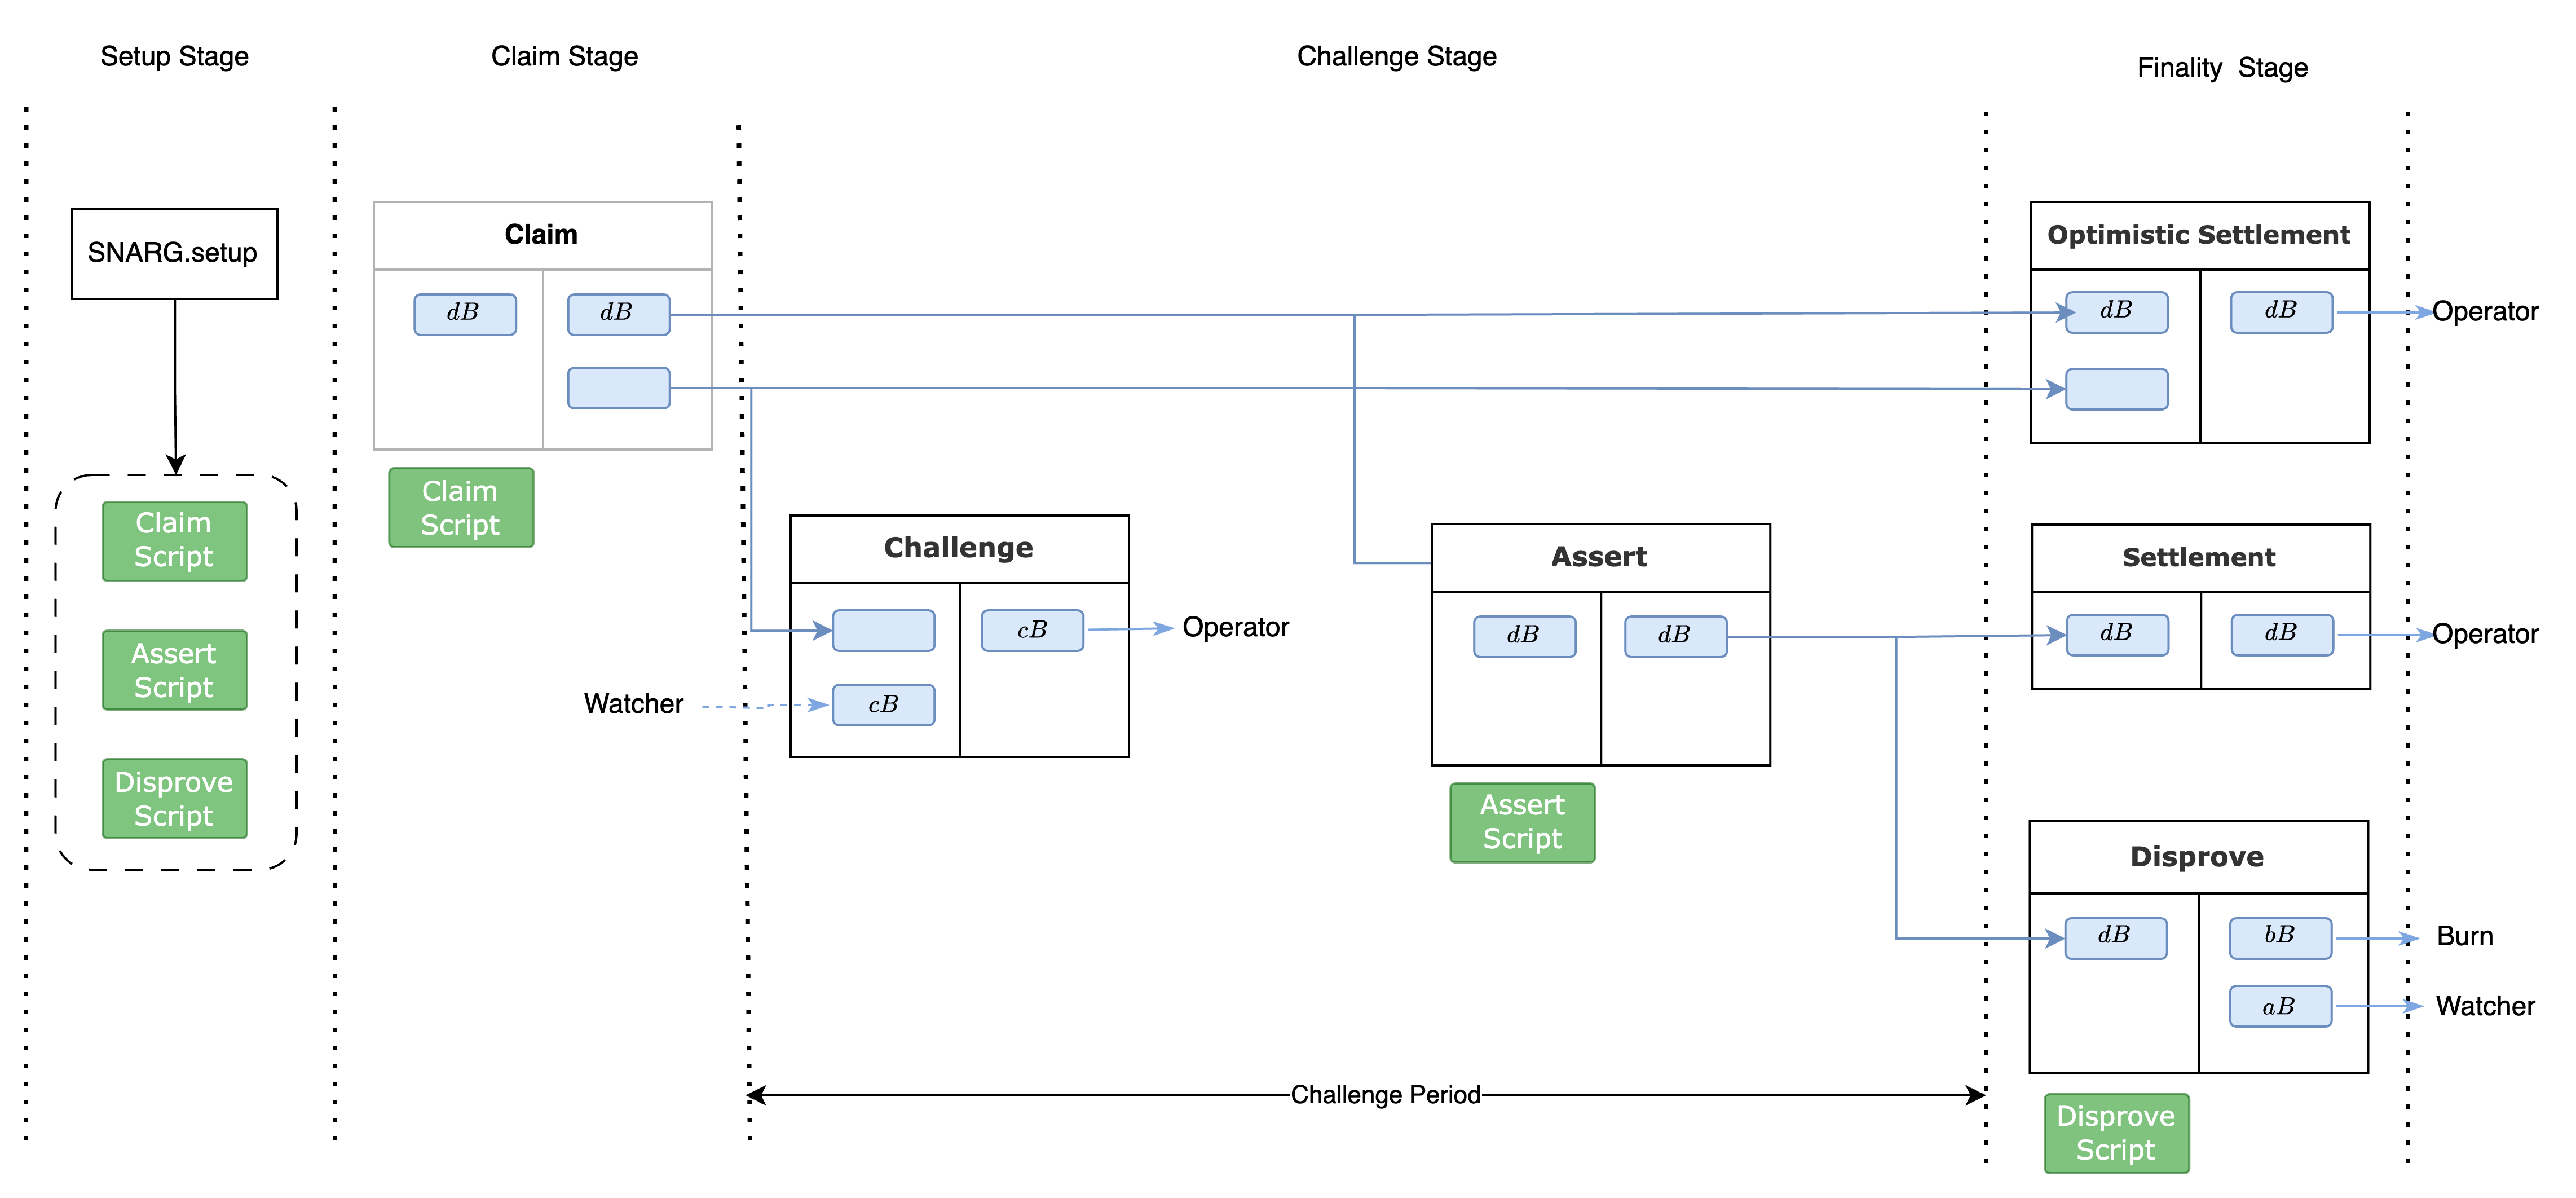 Setup Stage
Claim Stage
Challenge Stage
Finality Stage
SNARG.setup
Claim
Script
Assert
Script
Disprove
Script
Claim
dB
dB
Claim
Script
Challenge
cB
Operator
Watcher
cB
Assert
dB
dB
Assert
Script
Optimistic Settlement
dB
dB
Operator
Settlement
dB
dB
Operator
Disprove
dB
bB
Burn
aB
Watcher
Disprove
Script
Challenge Period